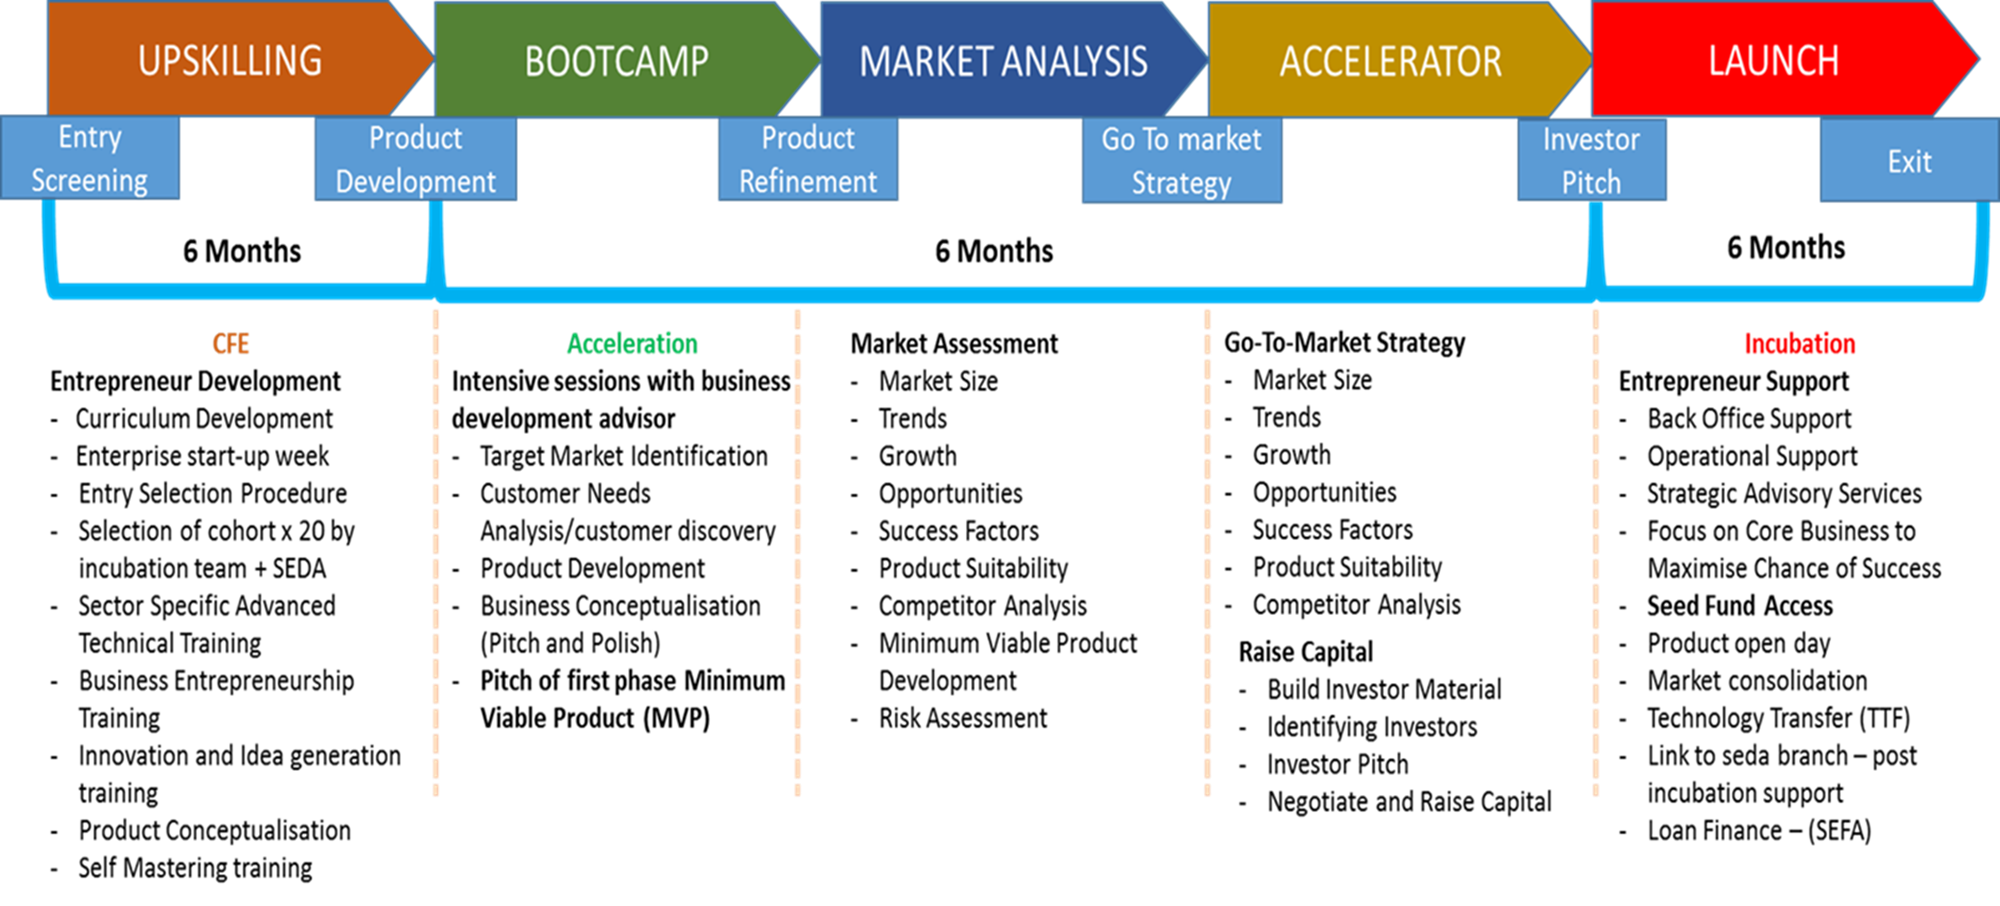 UPSKILLING
BOOTCAMP
MARKET ANALYSIS
ACCELERATOR
LAUNCH
Entry
Screening
Product
Development
Product
Refinement
Go To market
Strategy
Investor
Pitch
Exit
6 Months
6 Months
6 Months
CFE
Entrepreneur Development
- Curriculum Development
- Enterprise start-up week
- Entry Selection Procedure
- Selection of cohort x 20 by
incubation team + SEDA
- Sector Specific Advanced
Technical Training
- Business Entrepreneurship
Training
- Innovation and Idea generation
training
- Product Conceptualisation
- Self Mastering training
Acceleration
Intensive sessions with business
development advisor
- Target Market Identification
- Customer Needs
Analysis/customer discovery
- Product Development
- Business Conceptualisation
(Pitch and Polish)
- Pitch of first phase Minimum
Viable Product (MVP)
Market Assessment
- Market Size
- Trends
- Growth
- Opportunities
- Success Factors
- Product Suitability
- Competitor Analysis
- Minimum Viable Product
Development
- Risk Assessment
Go-To-Market Strategy
- Market Size
- Trends
- Growth
- Opportunities
- Success Factors
- Product Suitability
- Competitor Analysis
Raise Capital
- Build Investor Material
- Identifying Investors
- Investor Pitch
- Negotiate and Raise Capital
Incubation
Entrepreneur Support
- Back Office Support
- Operational Support
- Strategic Advisory Services
- Focus on Core Business to
Maximise Chance of Success
- Seed Fund Access
- Product open day
- Market consolidation
- Technology Transfer (TTF)
- Link to seda branch – post
incubation support
- Loan Finance – (SEFA)